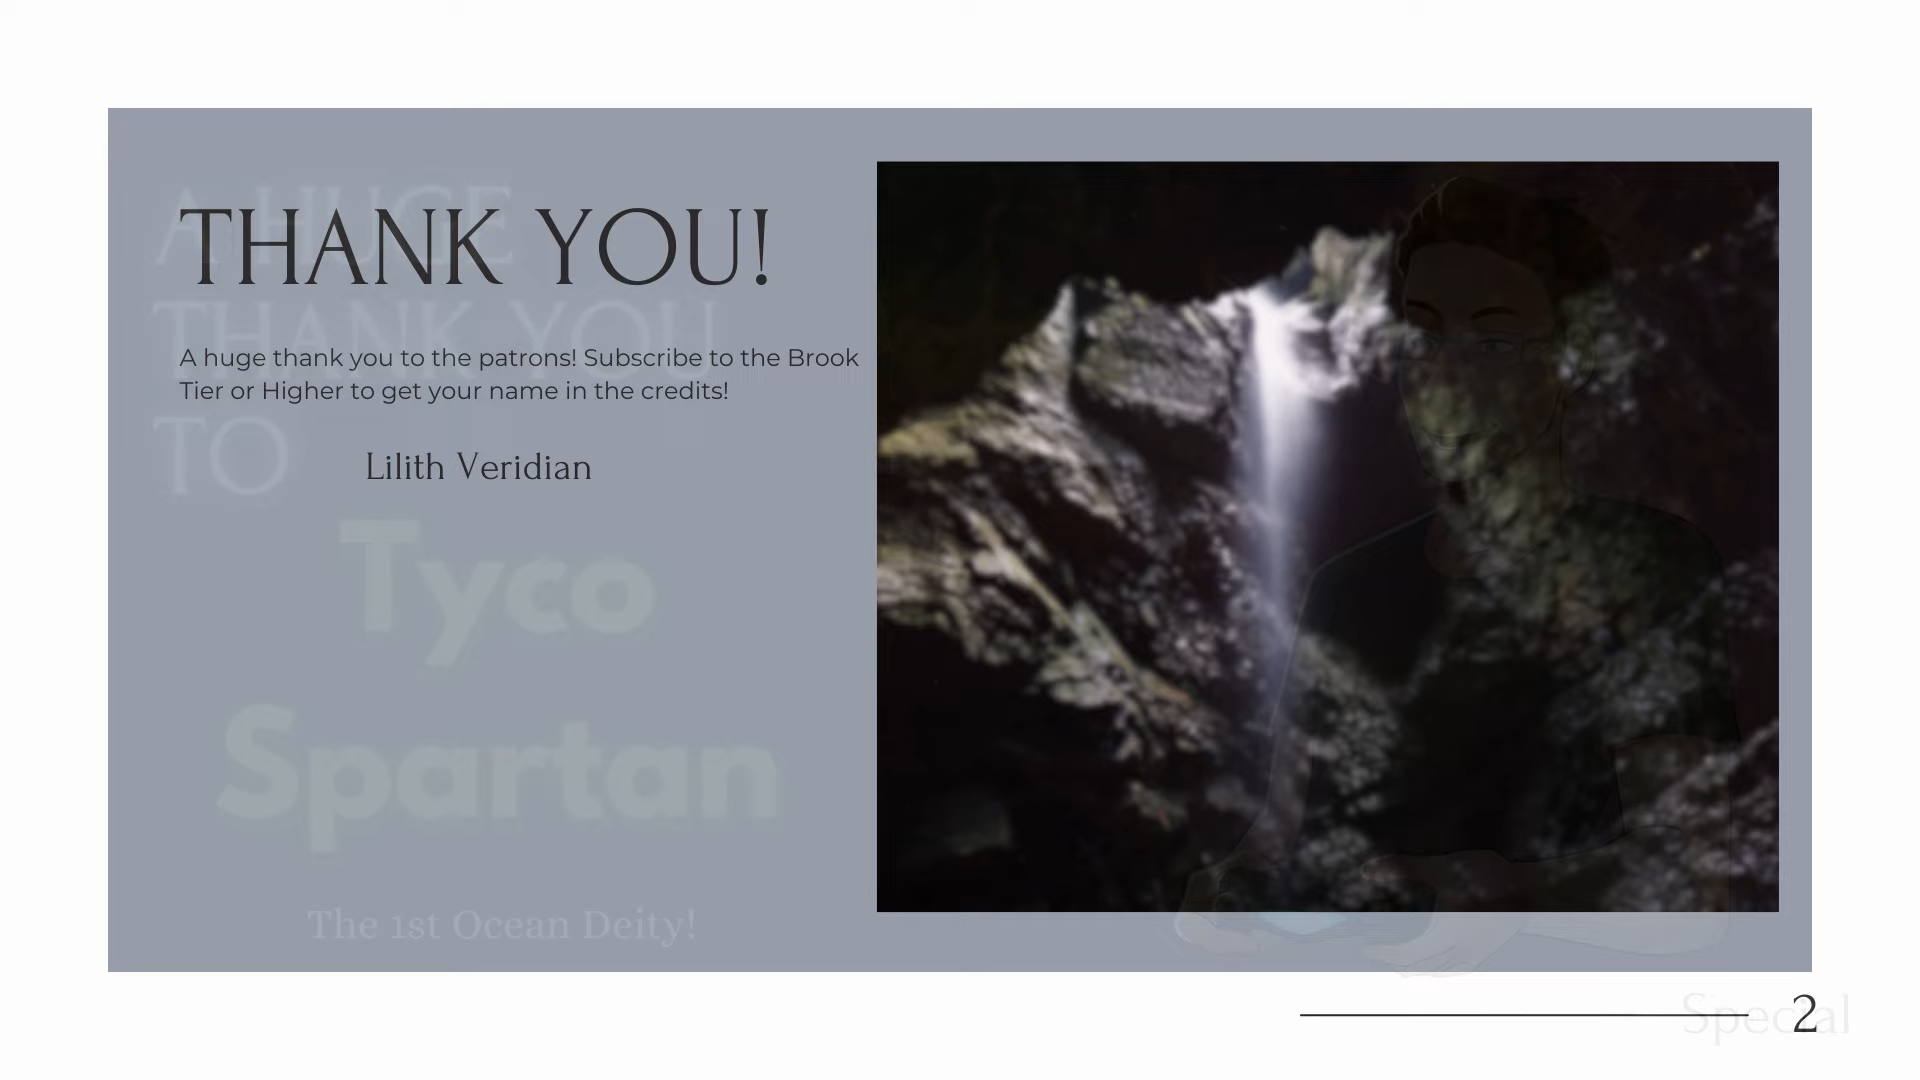 THANK YOU!
A huge thank you to the patrons! Subscribe to the Brook
Tier or Higher to get your name in the credits!
Lilith Veridian
A HUGE
THANK YOU
TO
Tyco
Spartan
The 1st Ocean Deity!
Special
2